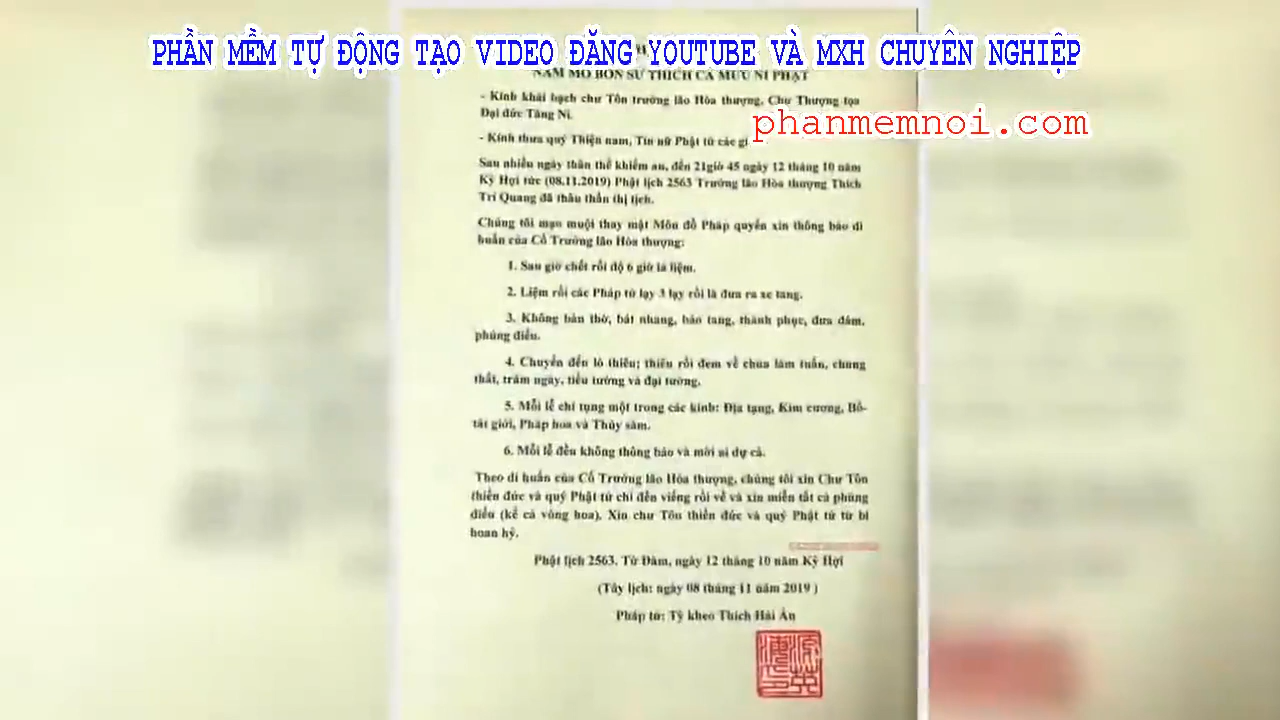 PHẦN MỀM TỰ ĐỘNG TẠO VIDEO ĐĂNG YOUTUBE VÀ MXH CHUYÊN NGHIỆP
NAM MÔ BỔN SƯ THÍCH CA MÂU NI PHẬT
- Kính khải bạch chư Tôn trưởng lão Hòa thượng, Chư Thượng tọa
Đại đức Tăng Ni.
phanmemnoi.com
- Kính thưa quý Thiện nam, Tín nữ Phật tử các gi
Sau nhiều ngày thân thể khiếm an, đến 21giờ 45 ngày 12 tháng 10 năm
Kỷ Hợi tức (08.11.2019) Phật lịch 2563 Trưởng lão Hòa thượng Thích
Trí Quang đã thâu thần thị tịch.
Chúng tôi mạn muội thay mặt Môn đồ Pháp quyến xin thông báo di
huấn của Cố Trưởng lão Hòa thượng:
1. Sau giờ chết rồi độ 6 giờ là liệm.
2. Liệm rồi các Pháp tử lạy 3 lạy rồi là đưa ra xe tang.
3. Không bàn thờ, bát nhang, báo tang, thành phục, đưa đám,
phúng điếu.
4. Chuyển đến lò thiêu; thiêu rồi đem về chùa làm tuần, chung
thất, trăm ngày, tiểu tường và đại tường.
5. Mỗi lễ chỉ tụng một trong các kinh: Địa tạng, Kim cương, Bồ-
tát giới, Pháp hoa và Thủy sám.
6. Mỗi lễ đều không thông báo và mời ai dự cả.
Theo di huấn của Cố Trưởng lão Hòa thượng, chúng tôi xin Chư Tôn
thiền đức và quý Phật tử chỉ đến viếng rồi về và xin miễn tất cả phúng
điếu (kể cả vòng hoa). Xin chư Tôn thiền đức và quý Phật tử từ bi
hoan hỷ.
Phật lịch 2563. Từ Đàm, ngày 12 tháng 10 năm Kỷ Hợi
(Tây lịch: ngày 08 tháng 11 năm 2019 )
Pháp tử: Tỳ kheo Thích Hải Ấn